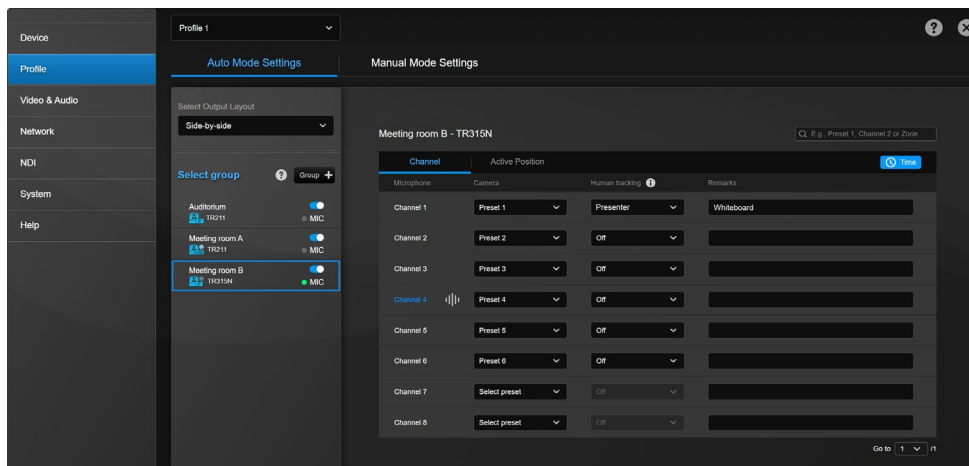 Device
Profile
Video & Audio
Network
NDI
System
Help
Profile 1
Auto Mode Settings
Manual Mode Settings
Select Output Layout
Side-by-side
Select group ? Group +
Auditorium
TR211 MIC
Meeting room A
TR211 MIC
Meeting room B
TR315N MIC
Meeting room B - TR315N
E.g., Preset 1, Channel 2 or Zone
Channel Active Position Time
Microphone Camera Human tracking Remarks
Channel 1 Preset 1 Presenter Whiteboard
Channel 2 Preset 2 Off
Channel 3 Preset 3 Off
Channel 4 Preset 4 Off
Channel 5 Preset 5 Off
Channel 6 Preset 6 Off
Channel 7 Select preset Off
Channel 8 Select preset Off
Go to 1 /1